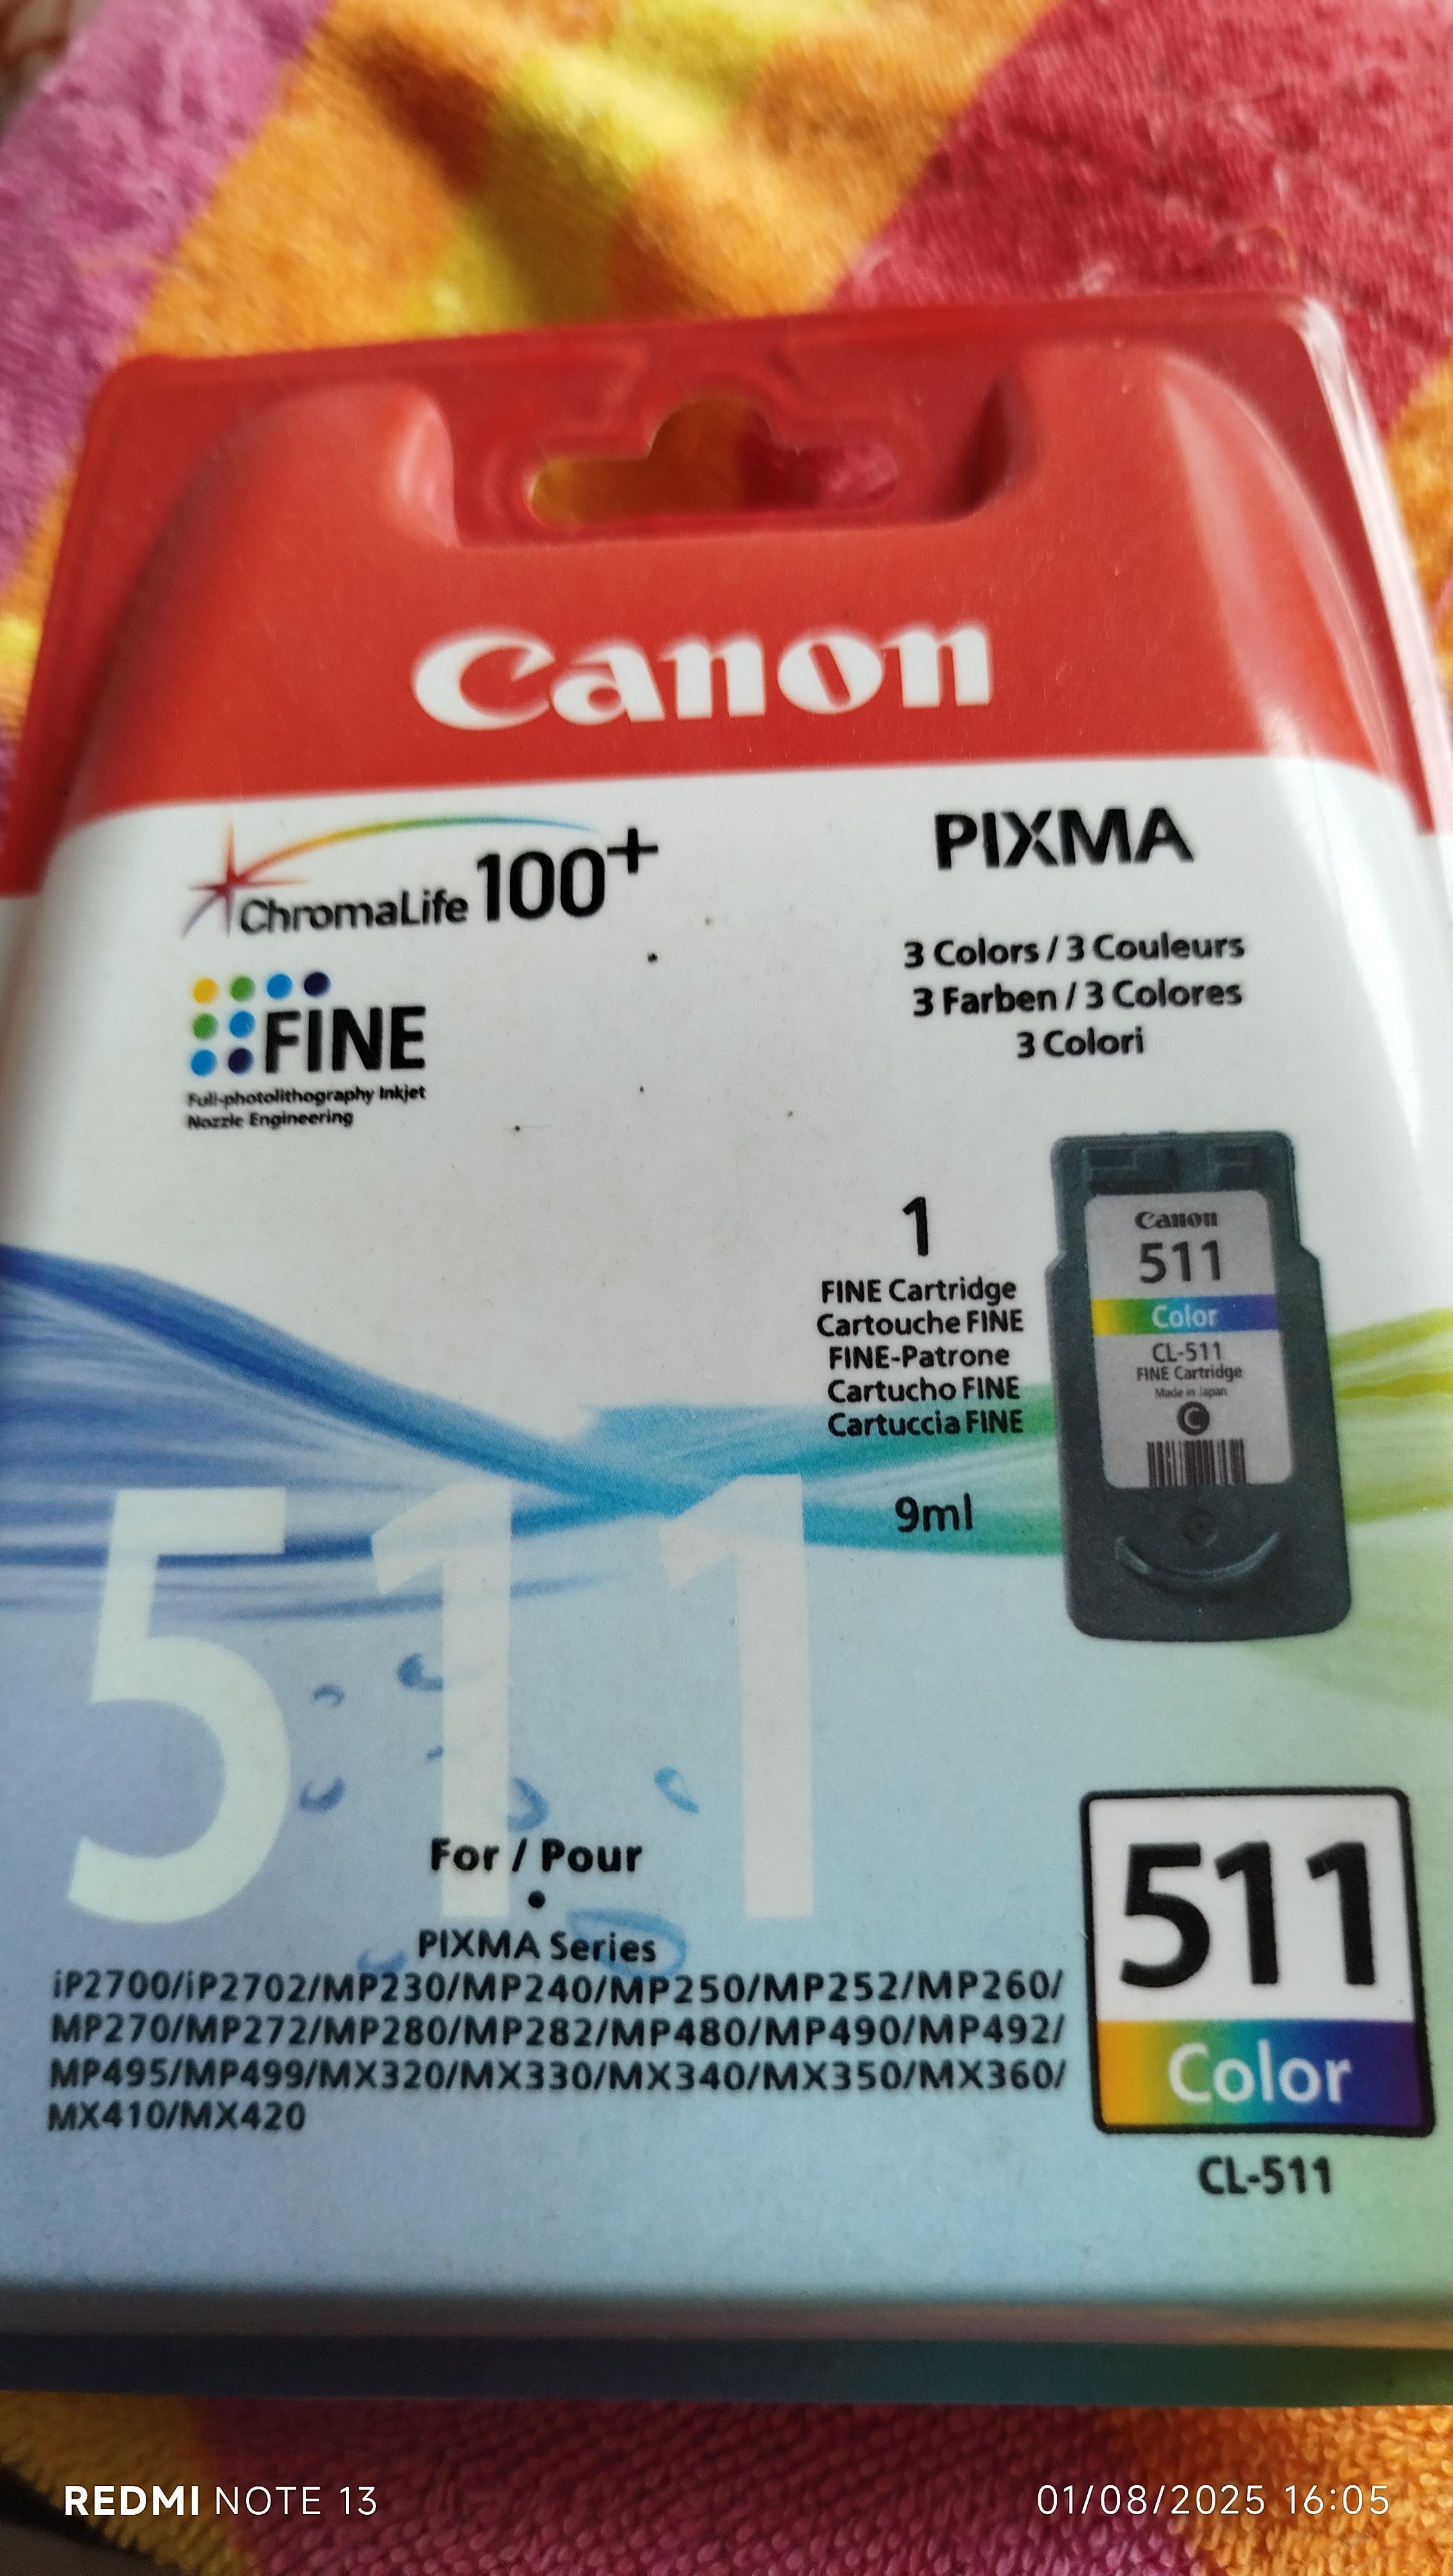 Canon
ChromaLife100+
FINE
Full-photolithography Inkjet
Nozzle Engineering
PIXMA
3 Colors / 3 Couleurs
3 Farben / 3 Colores
3 Colori
1
FINE Cartridge
Cartouche FINE
FINE-Patrone
Cartucho FINE
Cartuccia FINE
9ml
Canon
511
Color
CL-511
FINE Cartridge
Made in Japan
C
511
For / Pour
•
PIXMA Series
iP2700/iP2702/MP230/MP240/MP250/MP252/MP260/
MP270/MP272/MP280/MP282/MP480/MP490/MP492/
MP495/MP499/MX320/MX330/MX340/MX350/MX360/
MX410/MX420
511
Color
CL-511
REDMI NOTE 13
01/08/2025 16:05